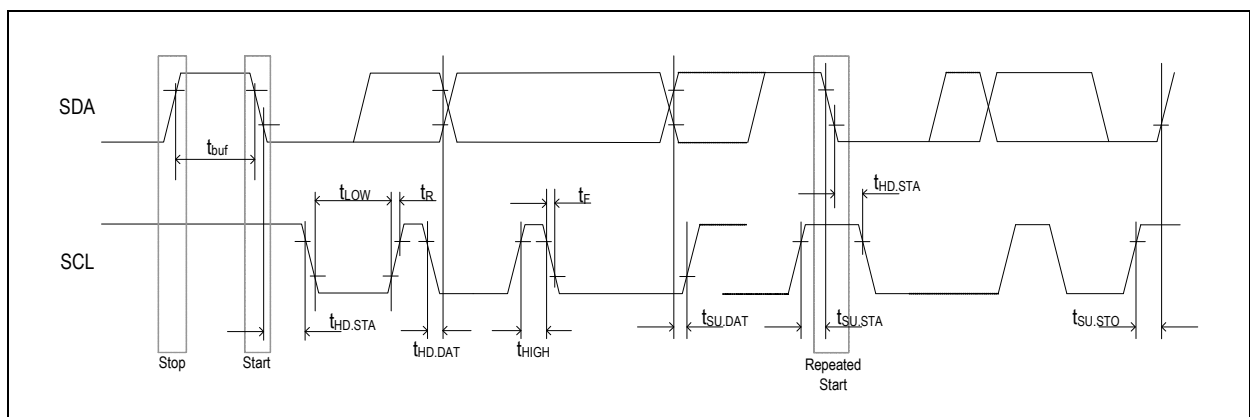 SDA
tbuf
tLOW
tR
tF
tHD.STA
SCL
tHD.STA
tHD.DAT
tHIGH
tSU.DAT
tSU.STA
tSU.STO
Stop
Start
Repeated
Start